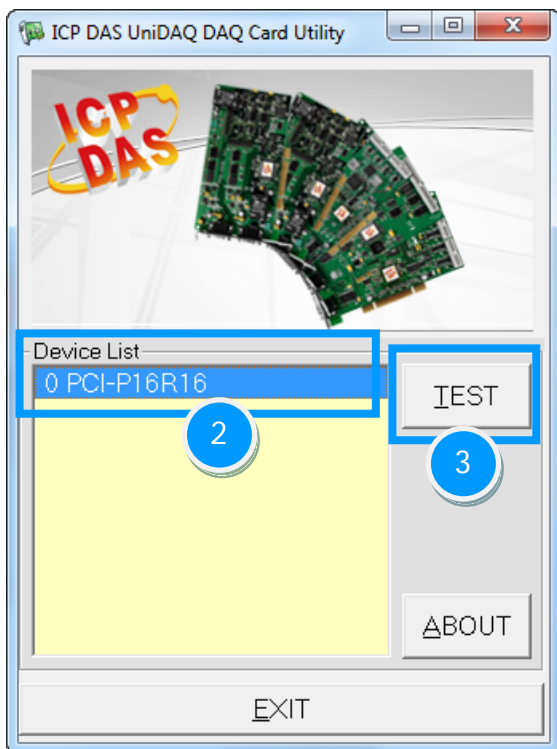 ICP DAS UniDAQ DAQ Card Utility
ICP
DAS
Device List
0 PCI-P16R16
TEST
2
3
ABOUT
EXIT